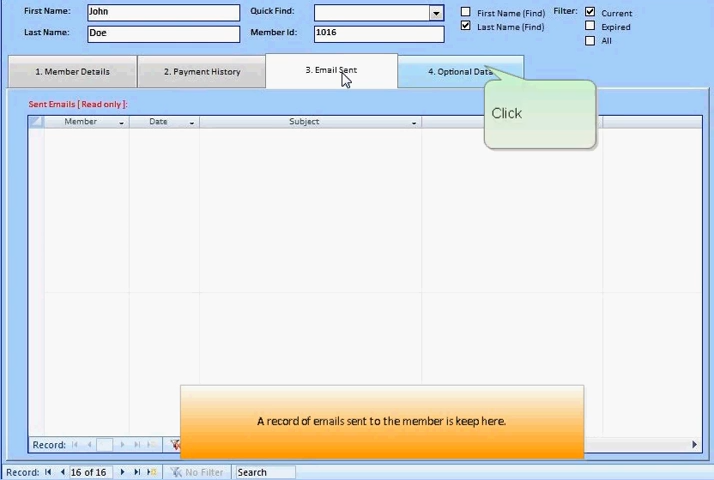 First Name: John Quick Find: First Name (Find) Filter: Current
Last Name: Doe Member Id: 1016 Last Name (Find) Expired
All
1. Member Details 2. Payment History 3. Email Sent 4. Optional Data
Click
Sent Emails [ Read only ]:
Member Date Subject
A record of emails sent to the member is keep here.
Record:
Record: 16 of 16 No Filter Search